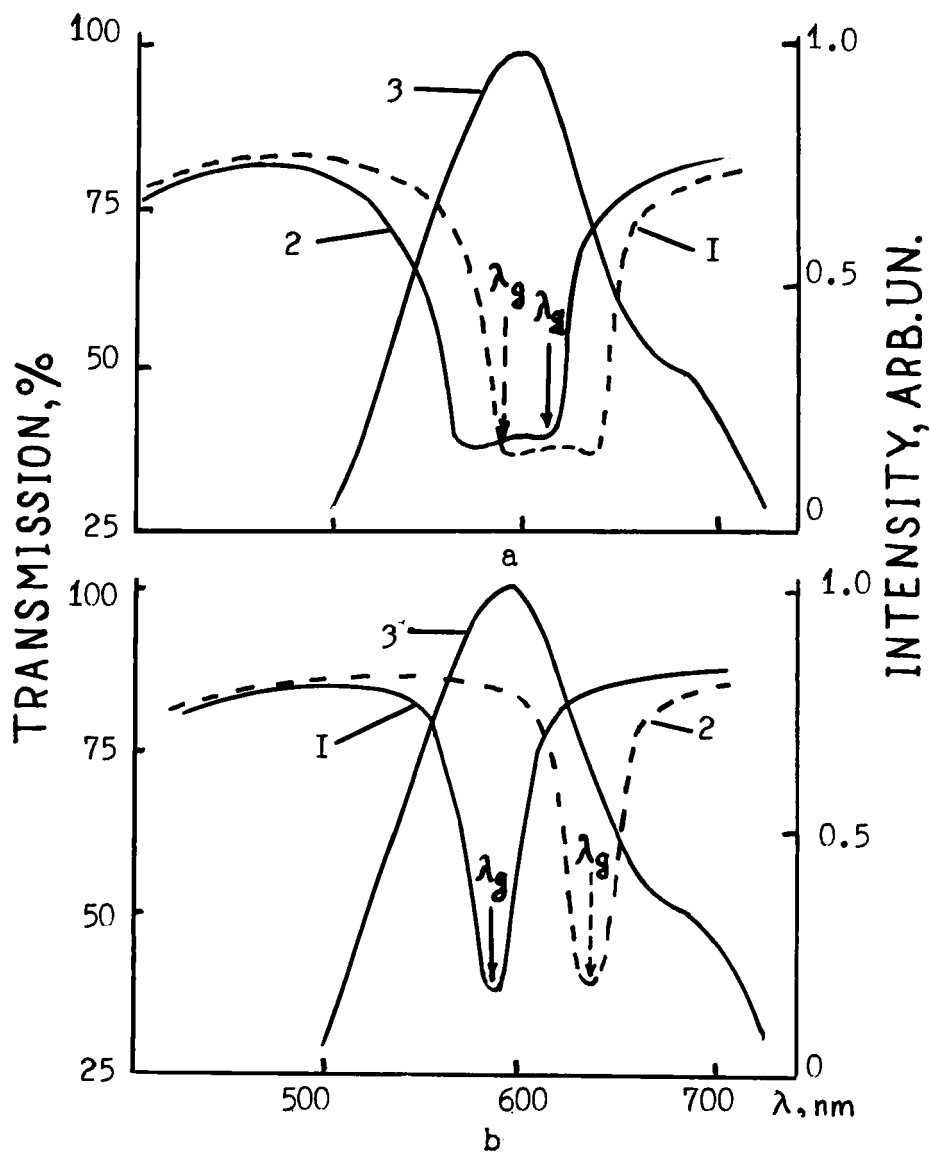 TRANSMISSION,%
INTENSITY, ARB.UN.
100
75
50
25
1.0
0.5
0
3
2
I
λg
λg
a
100
75
50
25
1.0
0.5
0
3
I
2
λg
λg
500 600 700 λ,nm
b